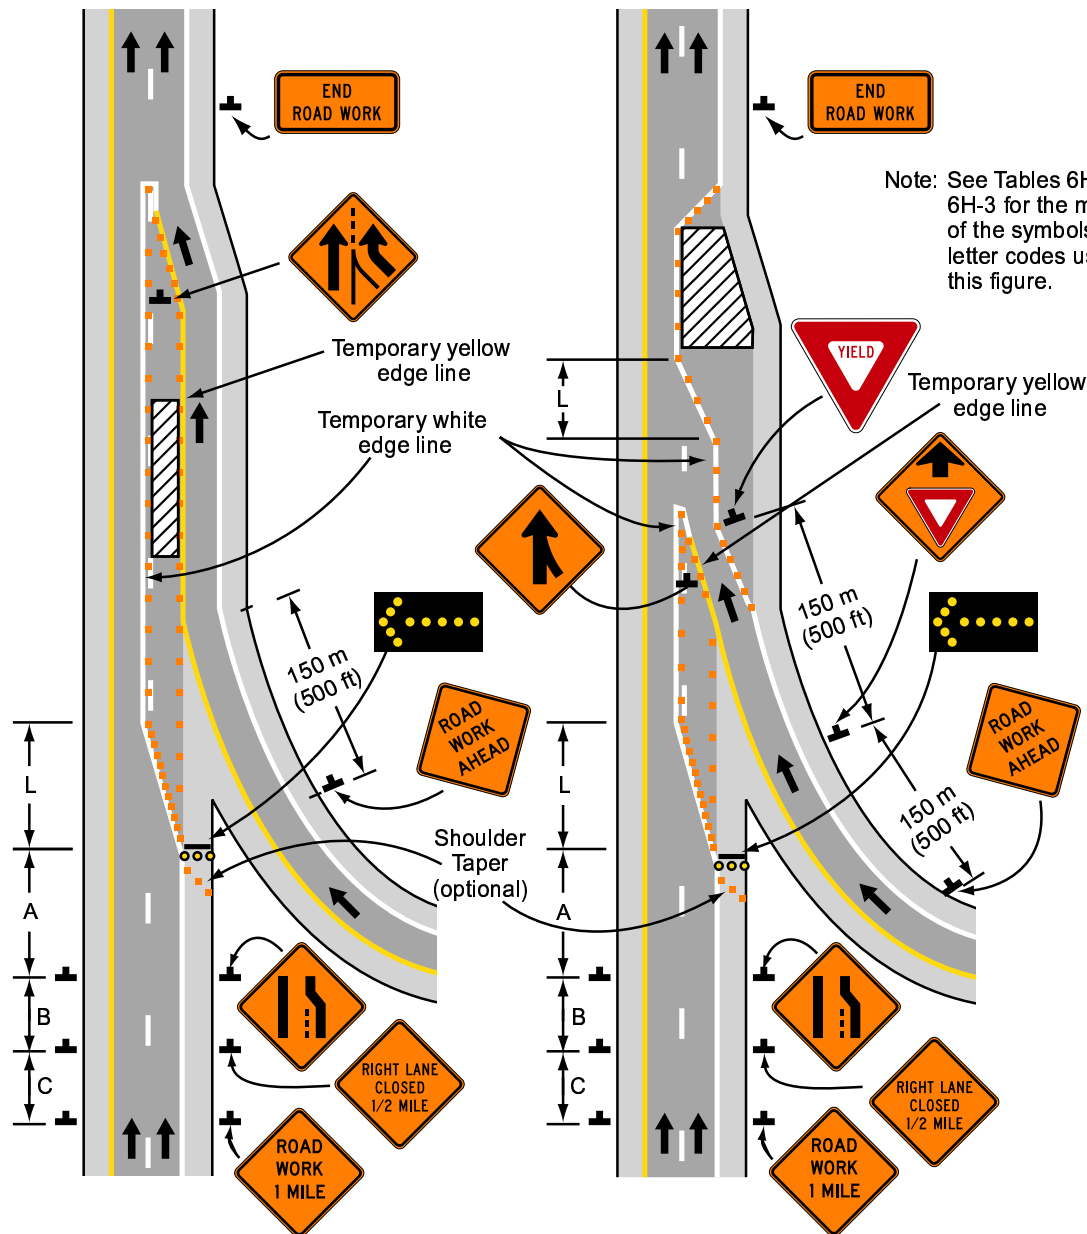 END
ROAD WORK
END
ROAD WORK
Note: See Tables 6H
6H-3 for the m
of the symbols
letter codes us
this figure.
YIELD
Temporary yellow
edge line
Temporary white
edge line
L
Temporary yellow
edge line
150 m
(500 ft)
ROAD
WORK
AHEAD
150 m
(500 ft)
ROAD
WORK
AHEAD
150 m
(500 ft)
L
L
Shoulder
Taper
(optional)
A
A
B
B
C
C
RIGHT LANE
CLOSED
1/2 MILE
RIGHT LANE
CLOSED
1/2 MILE
ROAD
WORK
1 MILE
ROAD
WORK
1 MILE